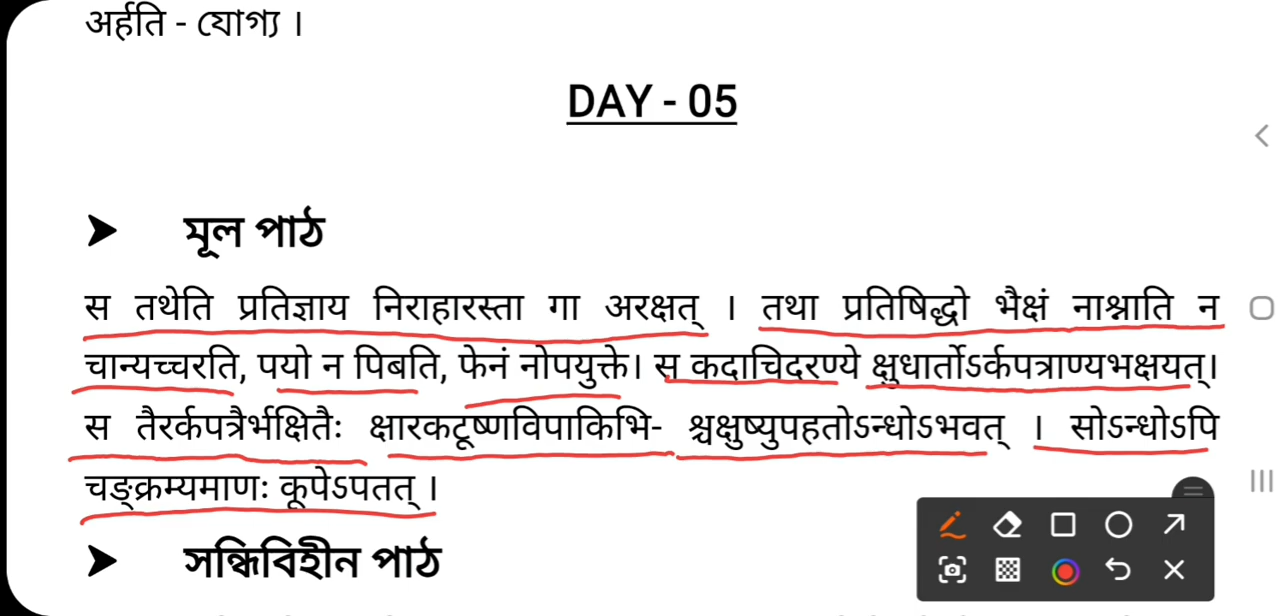 अर्हति - যোগ্য ।
DAY - 05
➤ মূল পাঠ
स तथेति प्रतिज्ञाय निराहारस्ता गा अरक्षत् । तथा प्रतिषिद्धो भैक्षं नाश्नाति न
चान्यच्चरति, पयो न पिबति, फेनं नोपयुक्ते। स कदाचिदरण्ये क्षुधार्तोऽर्कपत्राण्यभक्षयत्।
स तैरर्कपत्रैर्भक्षितैः क्षारकटूष्णविपाकिभि- श्चक्षुष्युपहतोऽन्धोऽभवत् । सोऽन्धोऽपि
चङ्क्रम्यमाणः कूपेऽपतत् ।
➤ সন্ধিবিহীন পাঠ